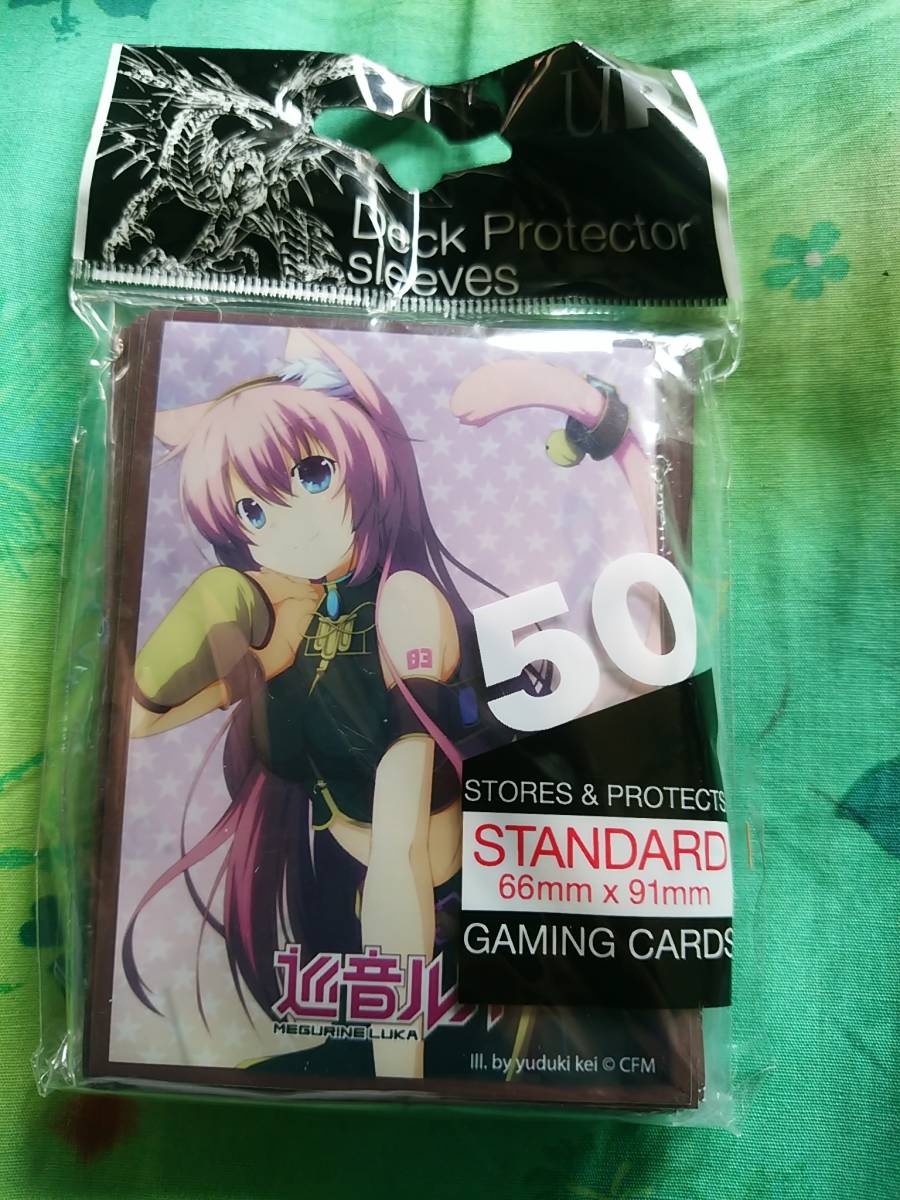 Deck Protector
sleeves
50
83
STORES & PROTECTS
STANDARD
66mm x 91mm
GAMING CARDS
巡音ル
MEGURINE LUKA
Ill. by yuduki kei © CFM